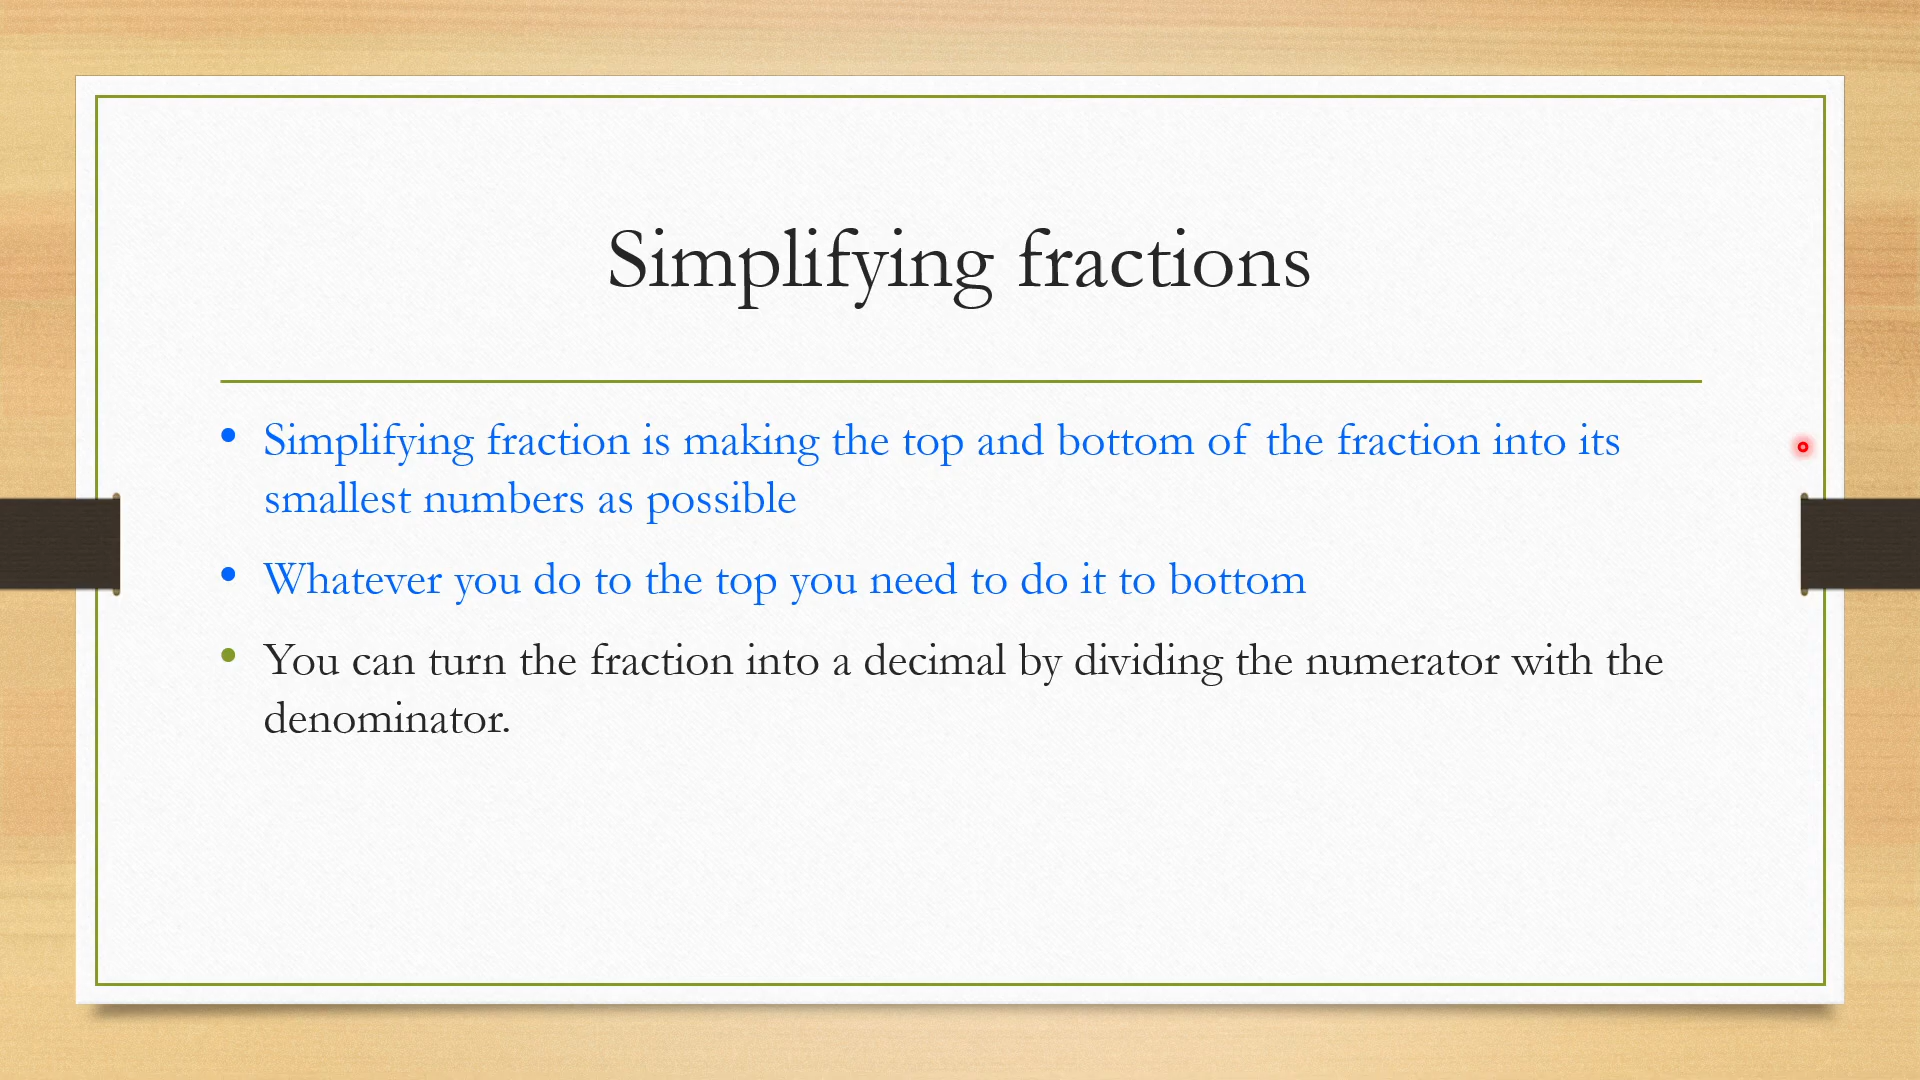 Simplifying fractions
• Simplifying fraction is making the top and bottom of the fraction into its
smallest numbers as possible
• Whatever you do to the top you need to do it to bottom
• You can turn the fraction into a decimal by dividing the numerator with the
denominator.